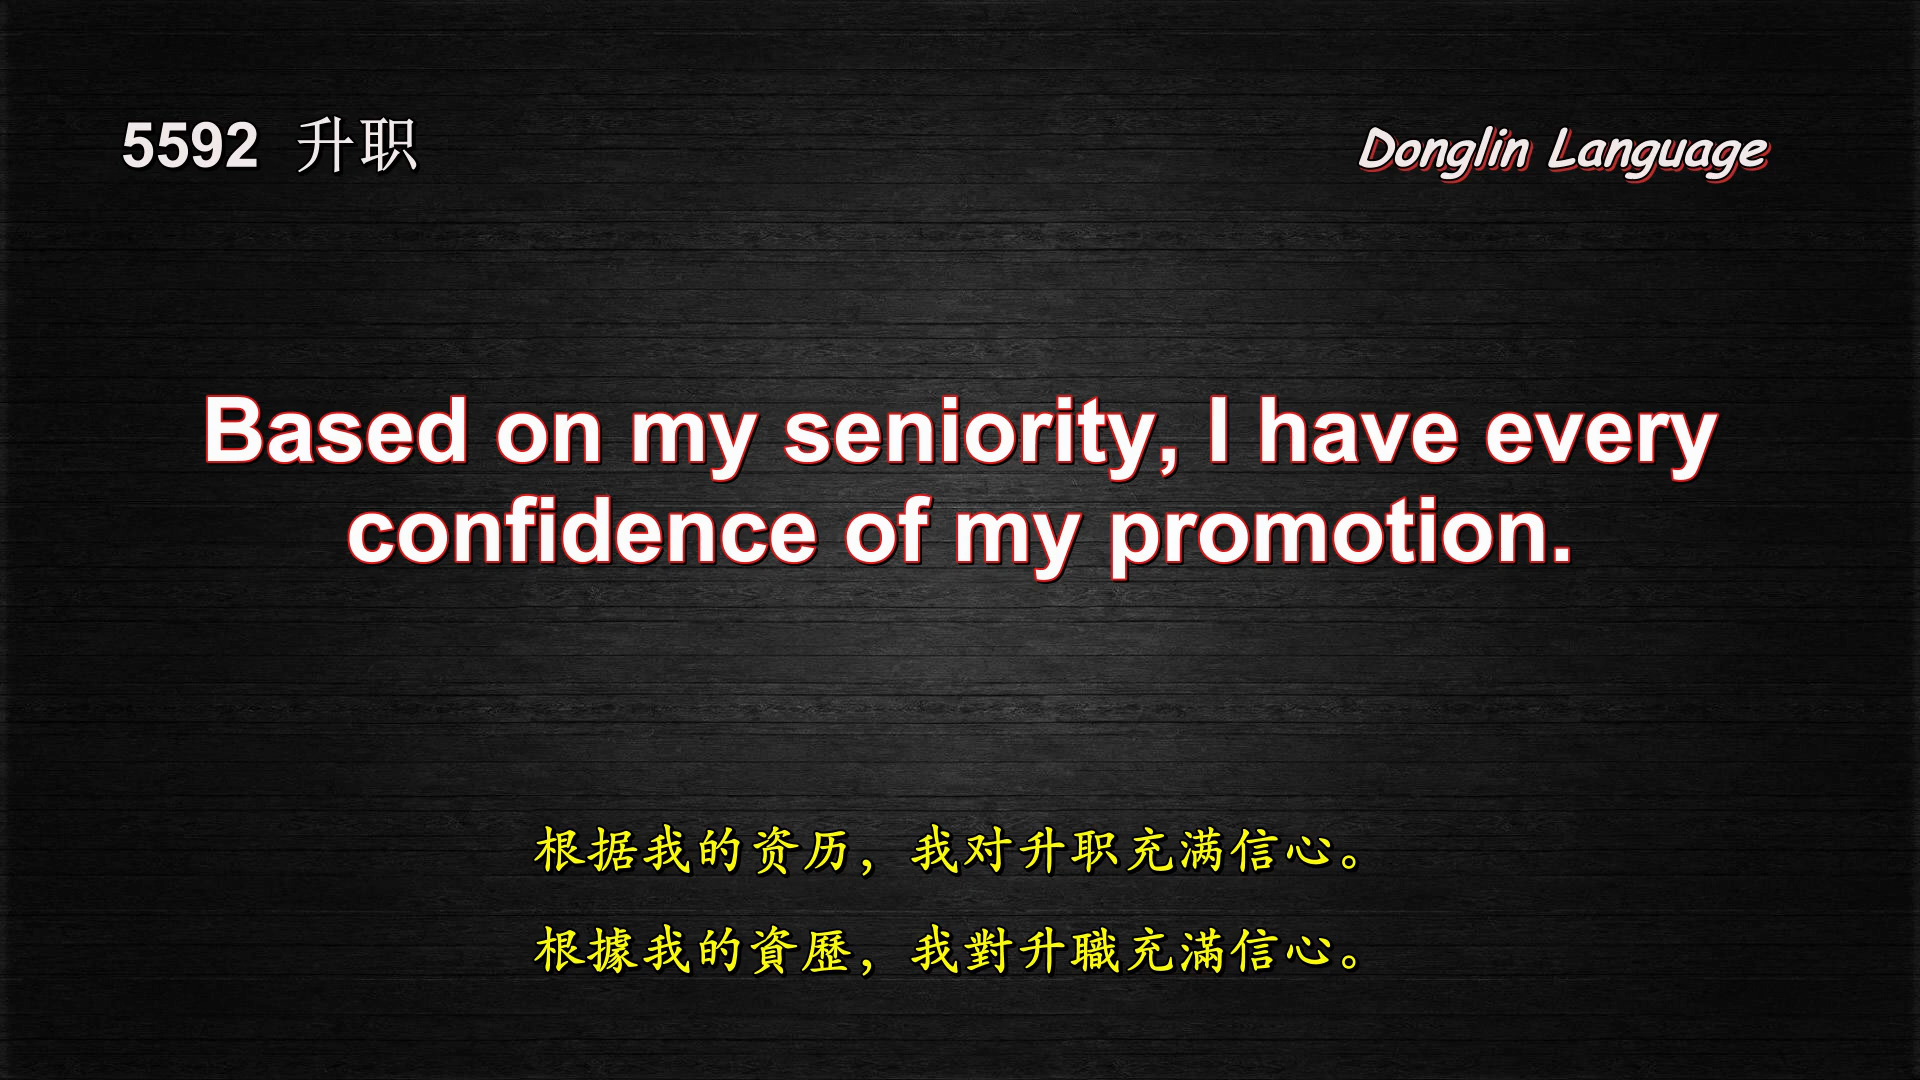 5592 升职
Donglin Language
Based on my seniority, I have every
confidence of my promotion.
根据我的资历，我对升职充满信心。
根據我的資歷，我對升職充滿信心。